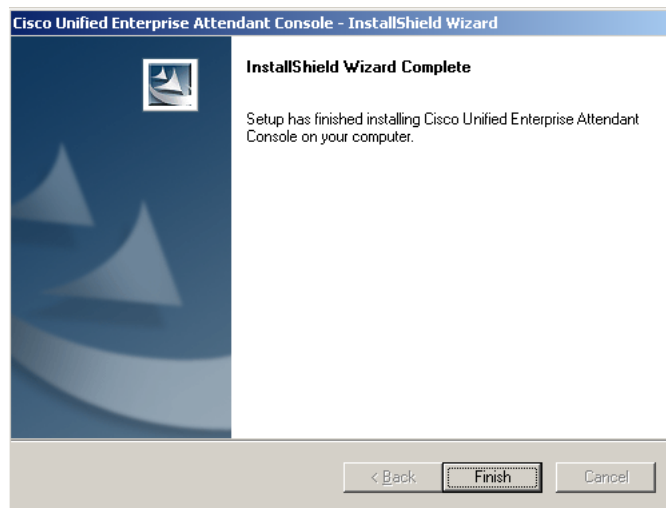 Cisco Unified Enterprise Attendant Console - InstallShield Wizard
InstallShield Wizard Complete
Setup has finished installing Cisco Unified Enterprise Attendant
Console on your computer.
< Back
Finish
Cancel